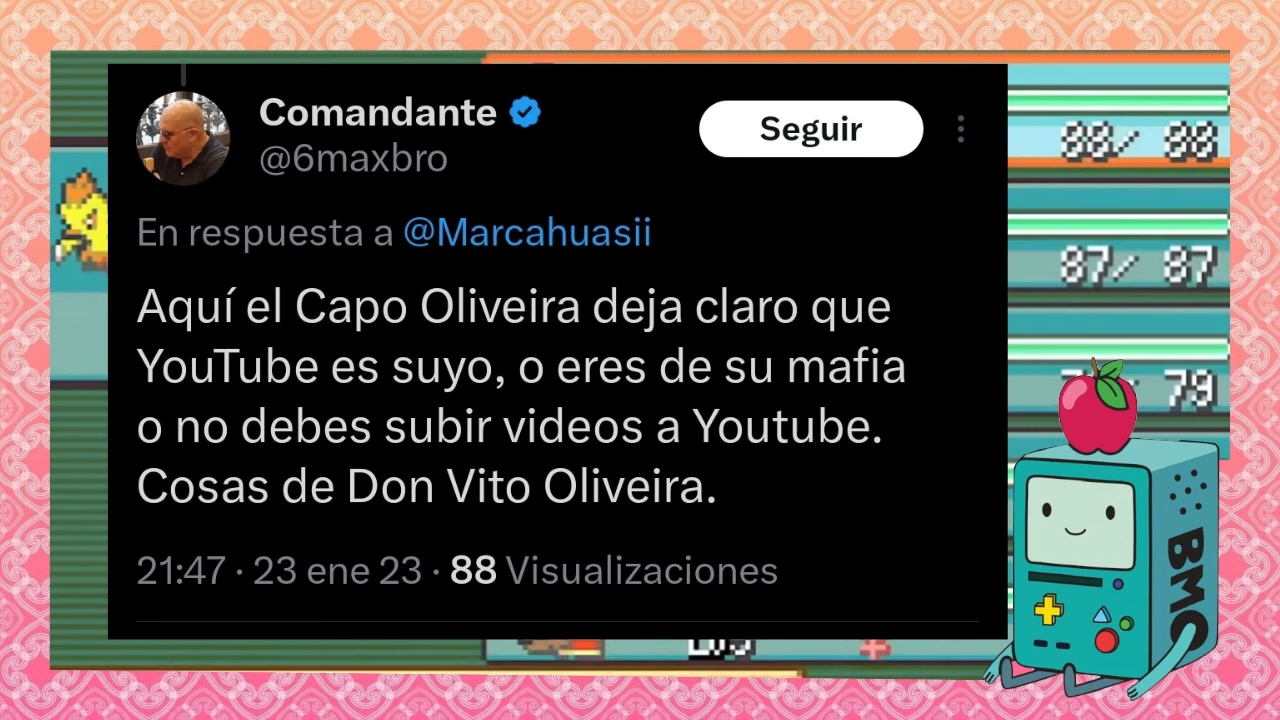 Comandante
@6maxbro
Seguir
En respuesta a @Marcahuasii
Aquí el Capo Oliveira deja claro que
YouTube es suyo, o eres de su mafia
o no debes subir videos a Youtube.
Cosas de Don Vito Oliveira.
21:47 · 23 ene 23 · 88 Visualizaciones
88/ 88
87/ 87
79
BMO